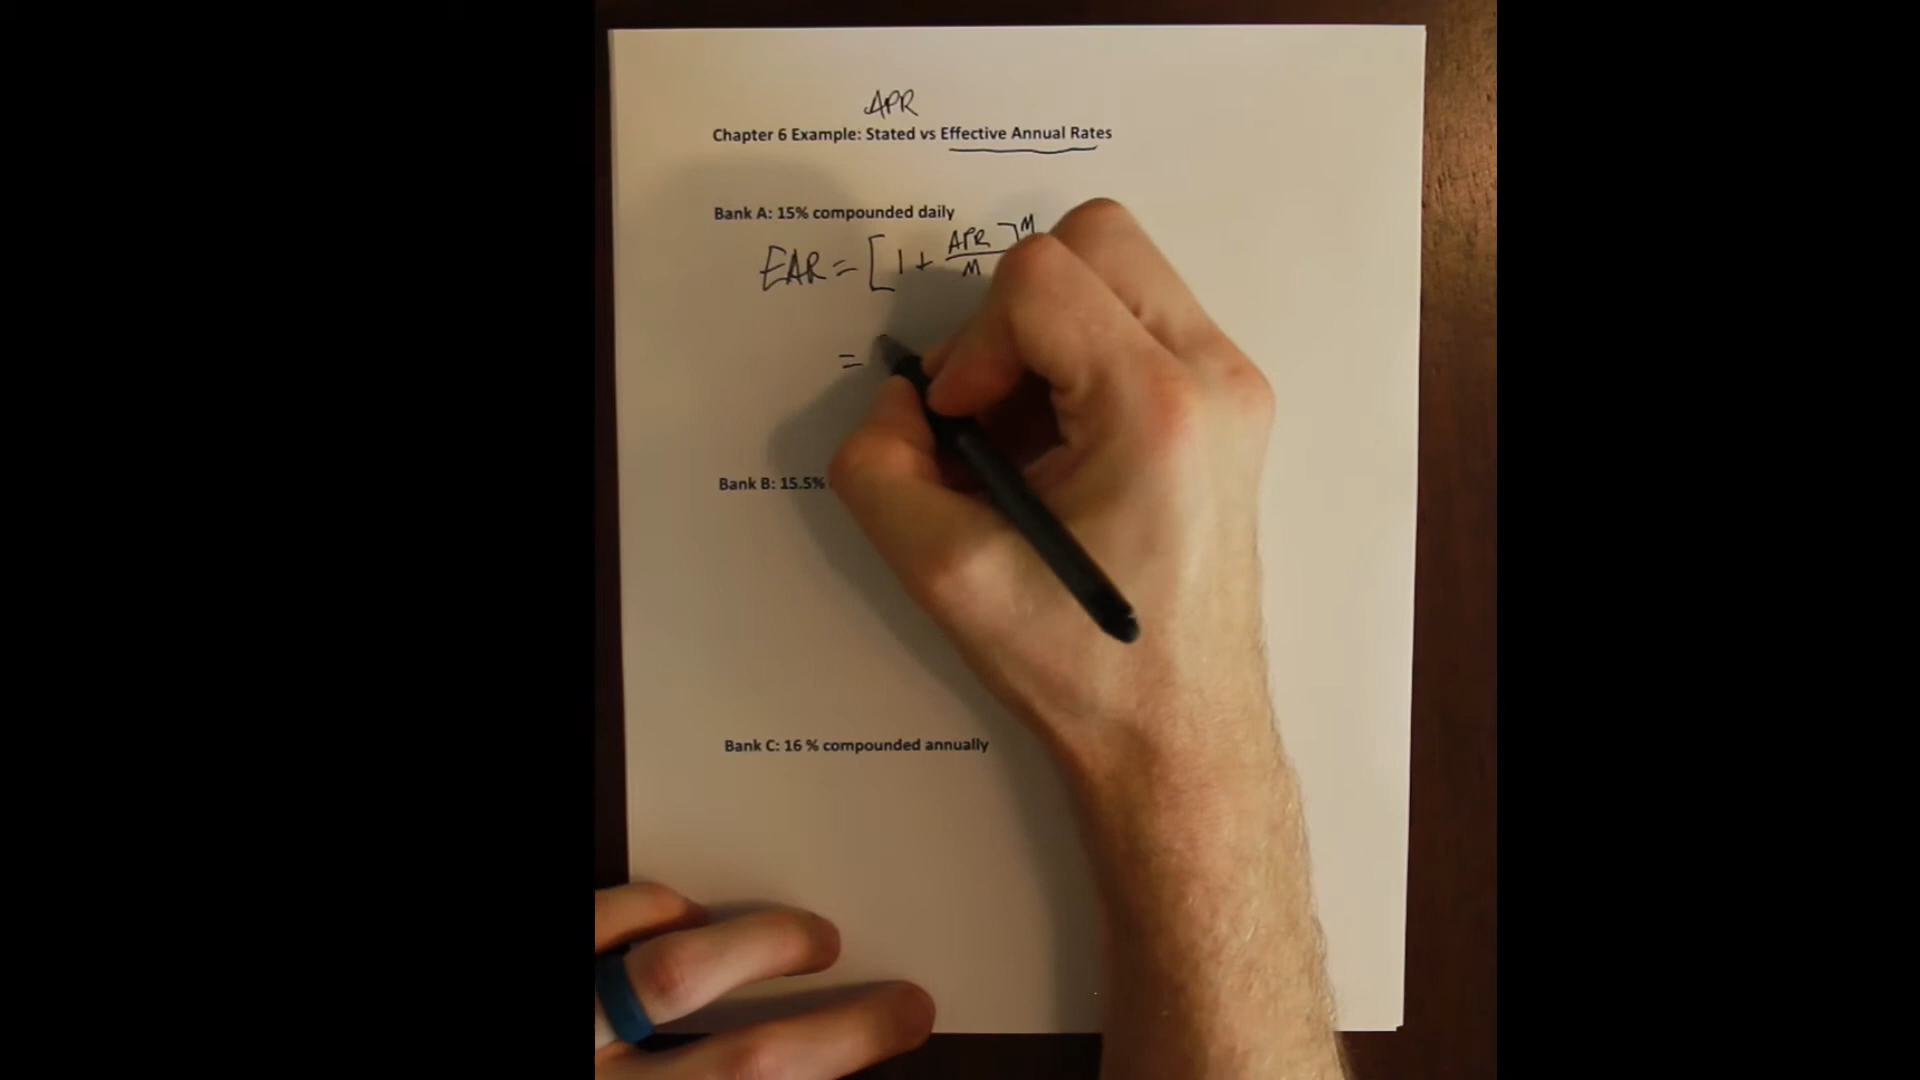 APR
Chapter 6 Example: Stated vs Effective Annual Rates
Bank A: 15% compounded daily
EAR = [1 + APR/M]^M
=
Bank B: 15.5%
Bank C: 16 % compounded annually